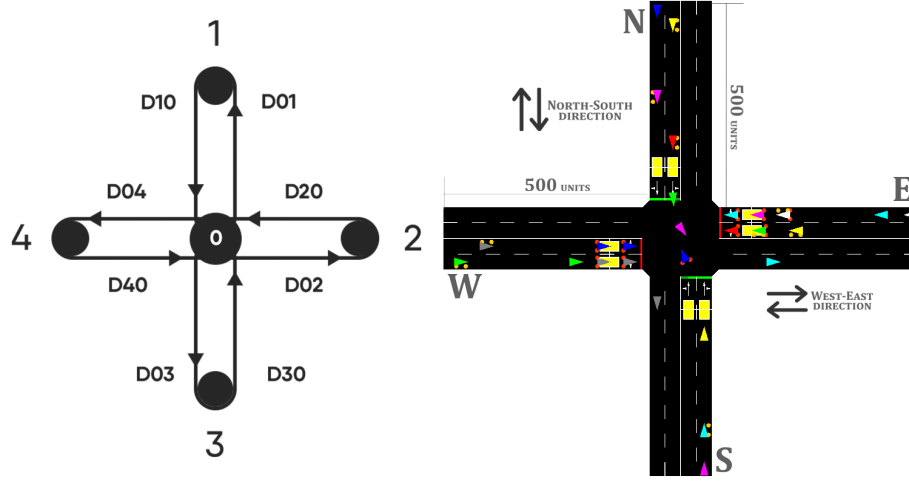 1
D10
D01
D04
D20
4
0
2
D40
D02
D03
D30
3
N
NORTH-SOUTH
DIRECTION
500 UNITS
500 UNITS
E
W
WEST-EAST
DIRECTION
S